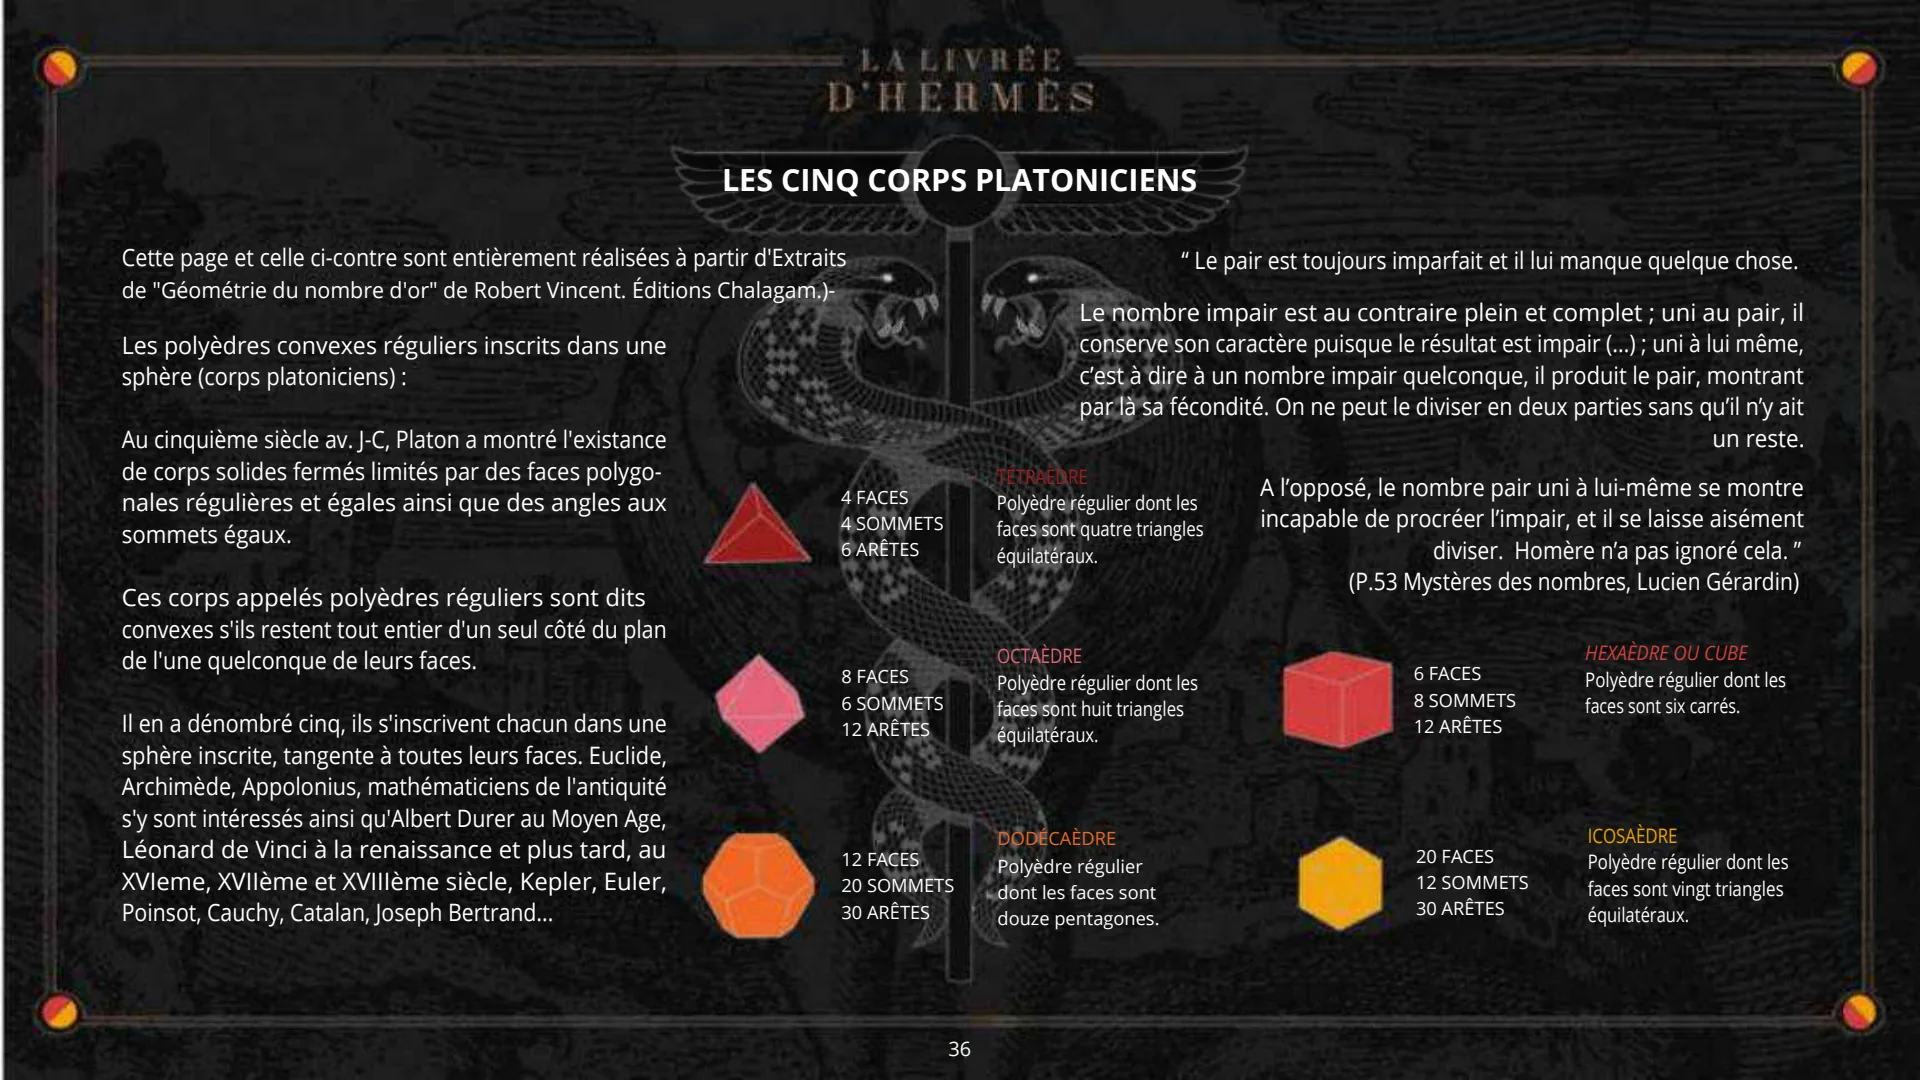 LA LIVRÉE
D'HERMÈS
LES CINQ CORPS PLATONICIENS
Cette page et celle ci-contre sont entièrement réalisées à partir d'Extraits
de "Géométrie du nombre d'or" de Robert Vincent. Éditions Chalagam.)-
Les polyèdres convexes réguliers inscrits dans une
sphère (corps platoniciens) :
Au cinquième siècle av. J-C, Platon a montré l'existance
de corps solides fermés limités par des faces polygo-
nales régulières et égales ainsi que des angles aux
sommets égaux.
Ces corps appelés polyèdres réguliers sont dits
convexes s'ils restent tout entier d'un seul côté du plan
de l'une quelconque de leurs faces.
Il en a dénombré cinq, ils s'inscrivent chacun dans une
sphère inscrite, tangente à toutes leurs faces. Euclide,
Archimède, Appolonius, mathématiciens de l'antiquité
s'y sont intéressés ainsi qu'Albert Durer au Moyen Age,
Léonard de Vinci à la renaissance et plus tard, au
XVIeme, XVIIème et XVIIIème siècle, Kepler, Euler,
Poinsot, Cauchy, Catalan, Joseph Bertrand...
“ Le pair est toujours imparfait et il lui manque quelque chose.
Le nombre impair est au contraire plein et complet ; uni au pair, il
conserve son caractère puisque le résultat est impair (...) ; uni à lui même,
c’est à dire à un nombre impair quelconque, il produit le pair, montrant
par là sa fécondité. On ne peut le diviser en deux parties sans qu’il n’y ait
un reste.
A l’opposé, le nombre pair uni à lui-même se montre
incapable de procréer l’impair, et il se laisse aisément
diviser. Homère n’a pas ignoré cela. ”
(P.53 Mystères des nombres, Lucien Gérardin)
4 FACES
4 SOMMETS
6 ARÊTES
TÉTRAÈDRE
Polyèdre régulier dont les
faces sont quatre triangles
équilatéraux.
8 FACES
6 SOMMETS
12 ARÊTES
OCTAÈDRE
Polyèdre régulier dont les
faces sont huit triangles
équilatéraux.
6 FACES
8 SOMMETS
12 ARÊTES
HEXAÈDRE OU CUBE
Polyèdre régulier dont les
faces sont six carrés.
12 FACES
20 SOMMETS
30 ARÊTES
DODÉCAÈDRE
Polyèdre régulier
dont les faces sont
douze pentagones.
20 FACES
12 SOMMETS
30 ARÊTES
ICOSAÈDRE
Polyèdre régulier dont les
faces sont vingt triangles
équilatéraux.
36